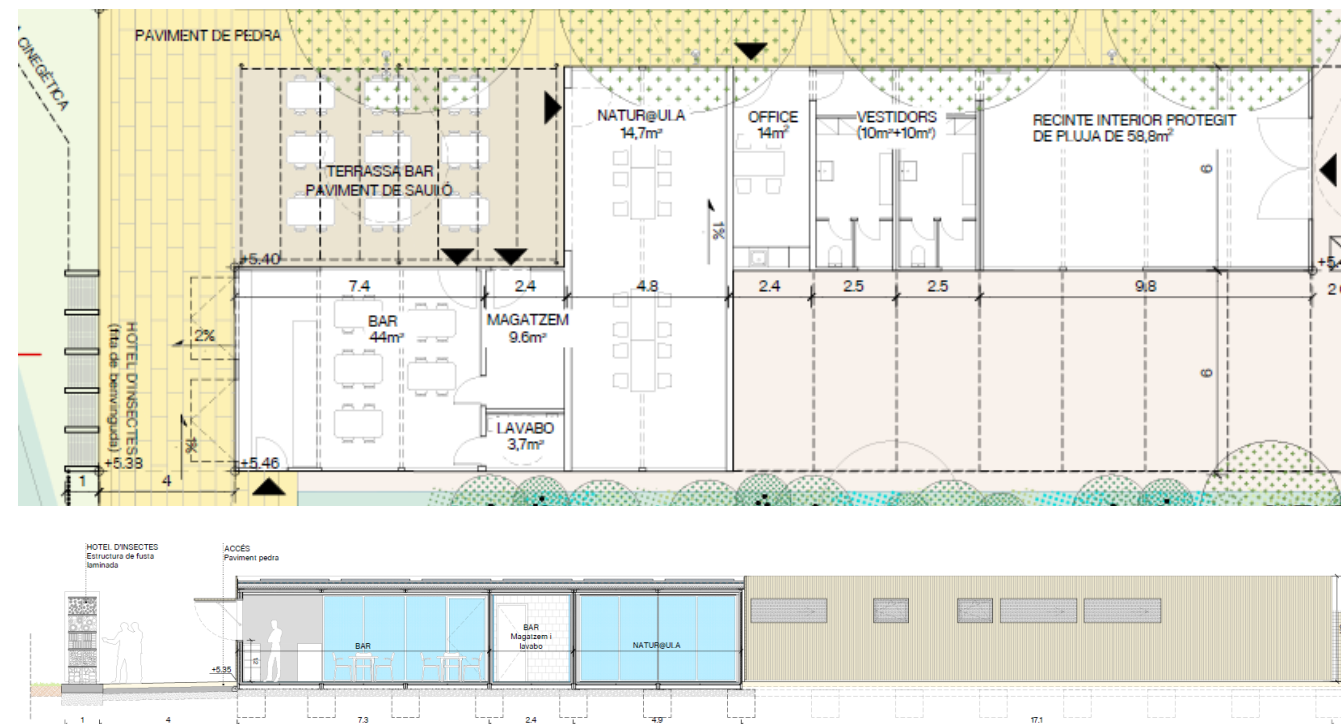 CINEGÈTICA
PAVIMENT DE PEDRA
TERRASSA BAR
PAVIMENT DE SAULÓ
NATUR@ULA
14,7m²
OFFICE
14m²
VESTIDORS
(10m²+10m²)
RECINTE INTERIOR PROTEGIT
DE PLUJA DE 58,8m²
6
1%
+5.40
7.4
2.4
4.8
2.4
2.5
2.5
9.8
BAR
44m²
MAGATZEM
9.6m²
2%
HOTEL D'INSECTES
(fita de benvinguda)
6
LAVABO
3,7m²
1%
+5.38
+5.46
1
4
HOTEL D'INSECTES
Estructura de fusta
laminada
ACCÉS
Paviment pedra
BAR
BAR
Magatzem i
lavabo
NATUR@ULA
+5.35
1
4
7.3
2.4
4.9
17.1